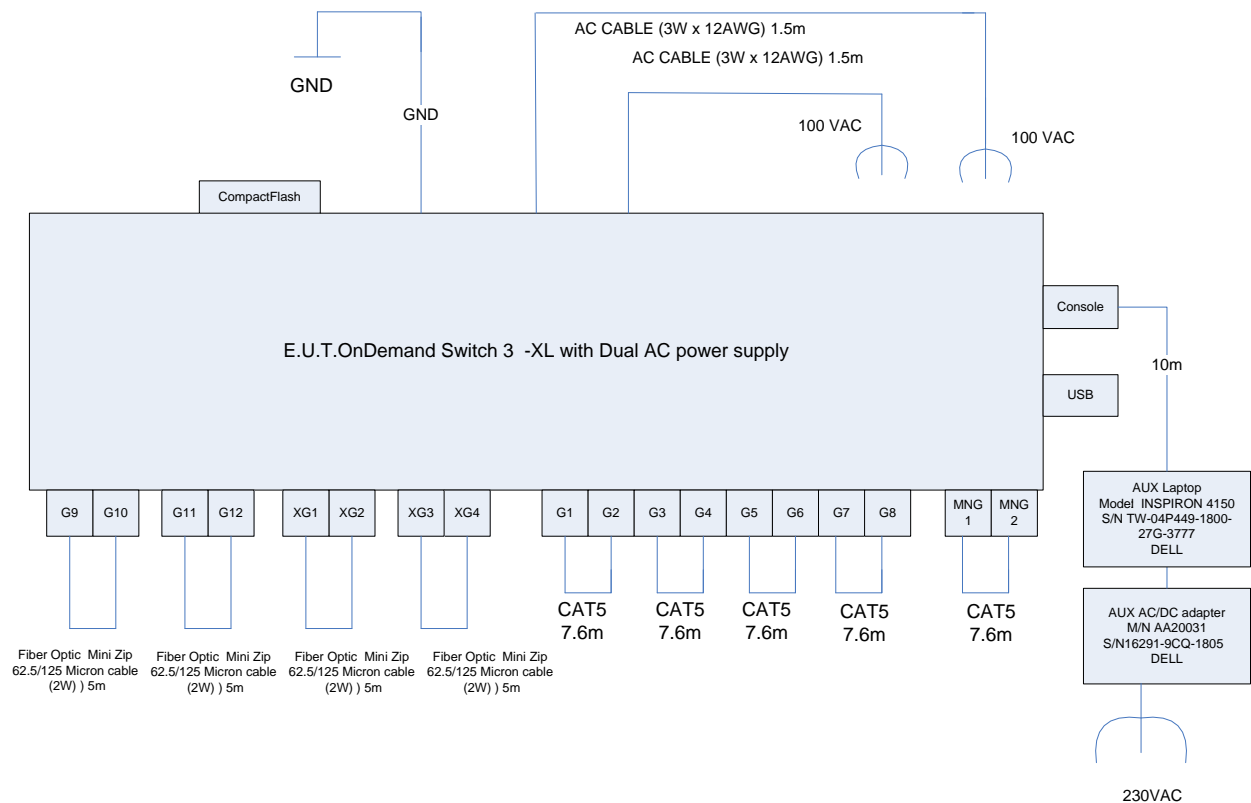 AC CABLE (3W x 12AWG) 1.5m
AC CABLE (3W x 12AWG) 1.5m
GND
GND
100 VAC
100 VAC
CompactFlash
Console
E.U.T.OnDemand Switch 3 -XL with Dual AC power supply
10m
USB
G9
G10
G11
G12
XG1
XG2
XG3
XG4
G1
G2
G3
G4
G5
G6
G7
G8
MNG
1
MNG
2
AUX Laptop
Model INSPIRON 4150
S/N TW-04P449-1800-
27G-3777
DELL
CAT5
7.6m
CAT5
7.6m
CAT5
7.6m
CAT5
7.6m
CAT5
7.6m
AUX AC/DC adapter
M/N AA20031
S/N16291-9CQ-1805
DELL
Fiber Optic Mini Zip
62.5/125 Micron cable
(2W) ) 5m
Fiber Optic Mini Zip
62.5/125 Micron cable
(2W) ) 5m
Fiber Optic Mini Zip
62.5/125 Micron cable
(2W) ) 5m
Fiber Optic Mini Zip
62.5/125 Micron cable
(2W) ) 5m
230VAC